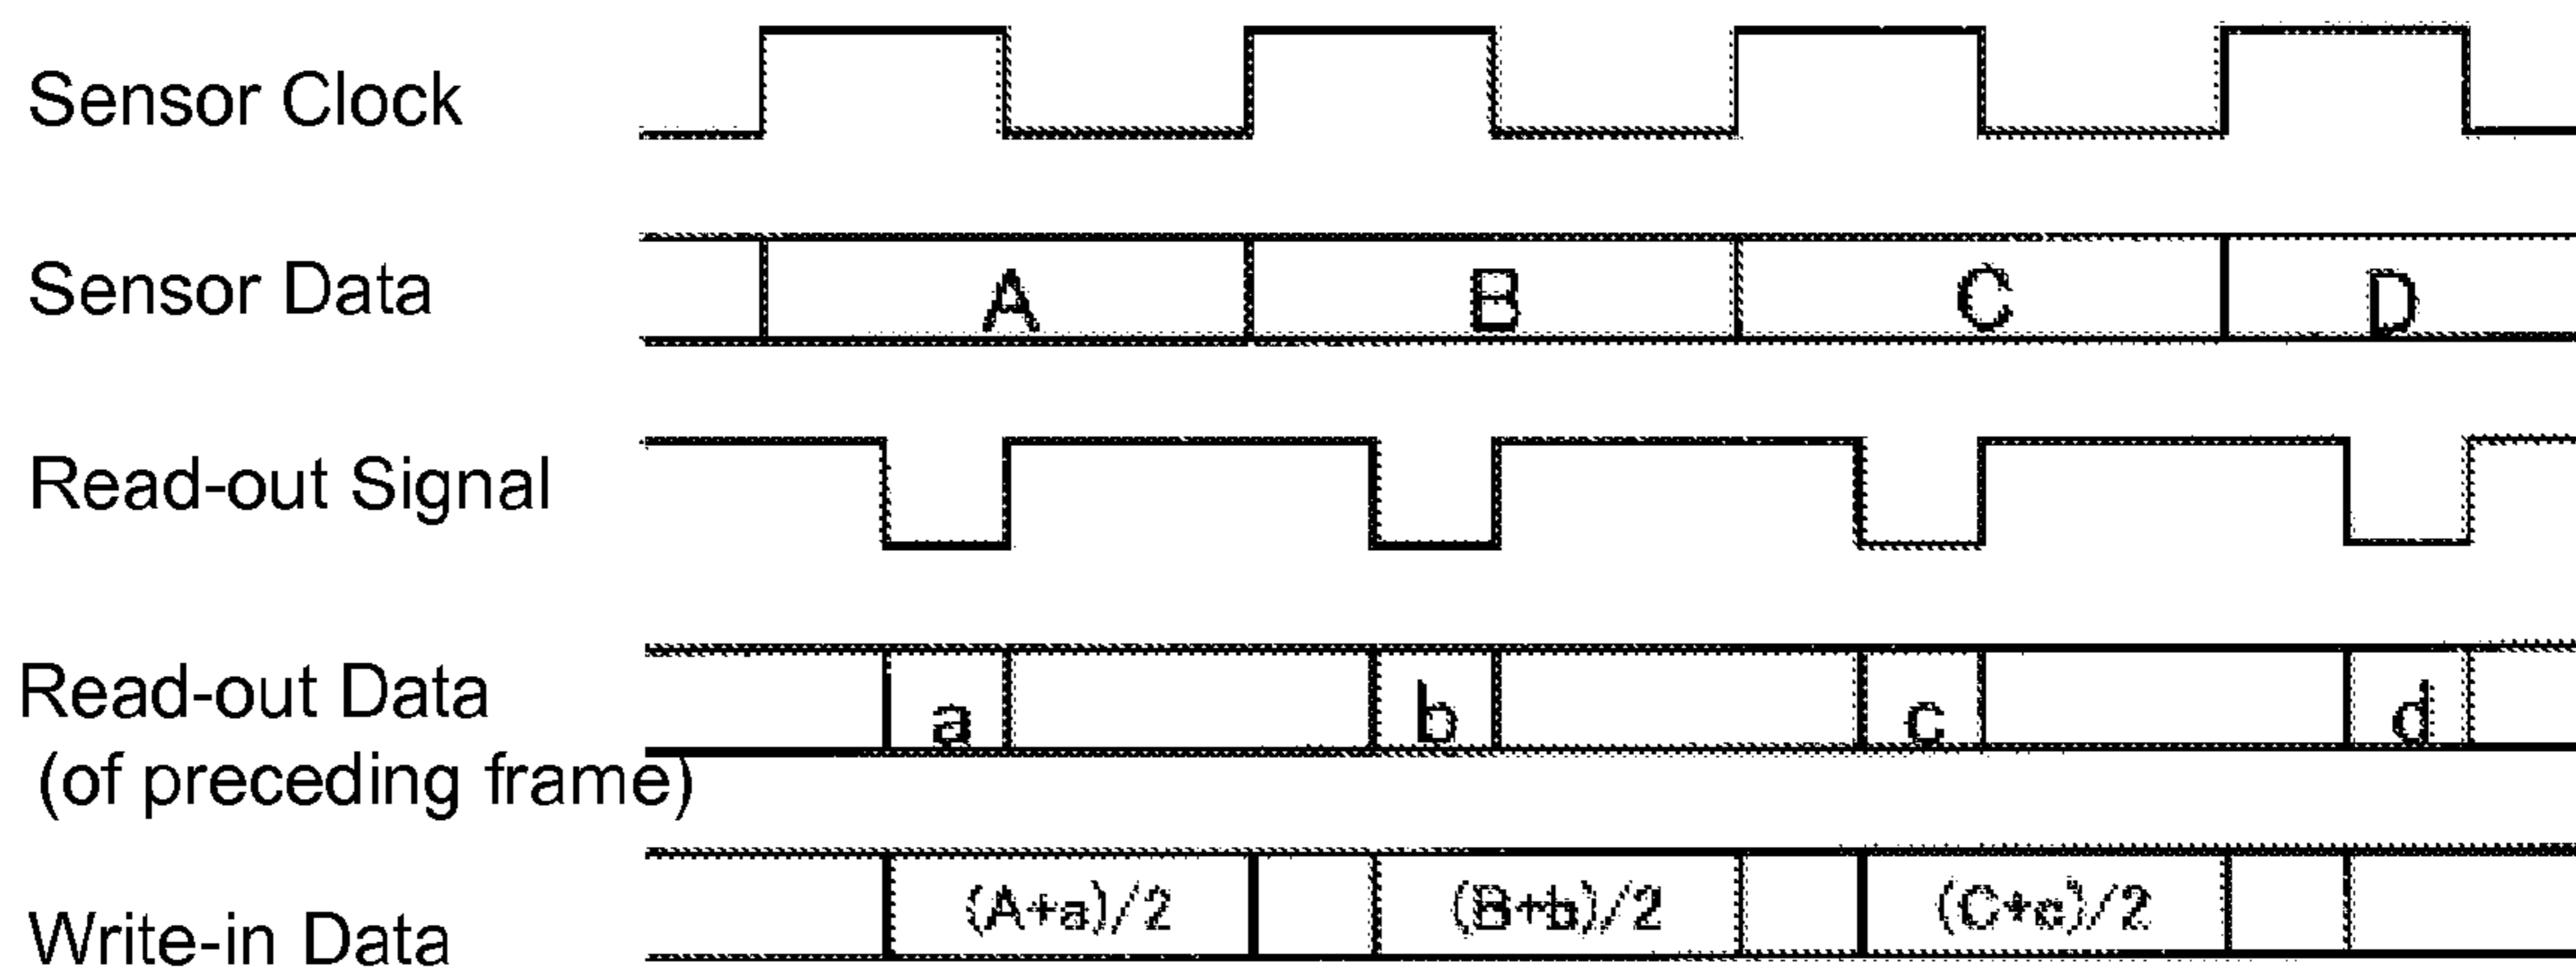 Sensor Clock
Sensor Data
A B C D
Read-out Signal
Read-out Data
(of preceding frame)
a b c d
Write-in Data
(A+a)/2 (B+b)/2 (C+c)/2